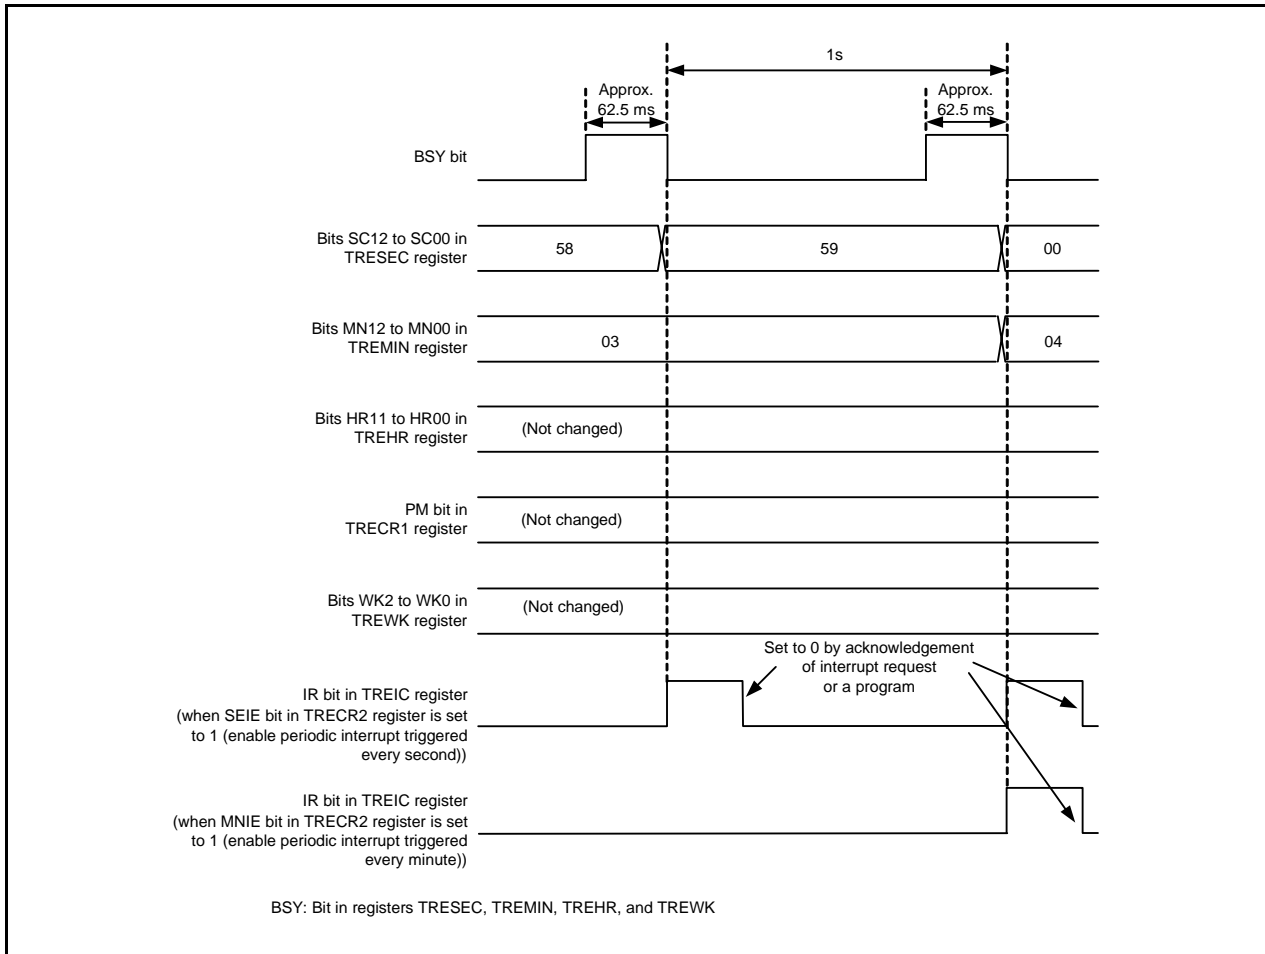 1s
Approx.
62.5 ms
Approx.
62.5 ms
BSY bit
Bits SC12 to SC00 in
TRESEC register
58
59
00
Bits MN12 to MN00 in
TREMIN register
03
04
Bits HR11 to HR00 in
TREHR register
(Not changed)
PM bit in
TRECR1 register
(Not changed)
Bits WK2 to WK0 in
TREWK register
(Not changed)
Set to 0 by acknowledgement
of interrupt request
or a program
IR bit in TREIC register
(when SEIE bit in TRECR2 register is set
to 1 (enable periodic interrupt triggered
every second))
IR bit in TREIC register
(when MNIE bit in TRECR2 register is set
to 1 (enable periodic interrupt triggered
every minute))
BSY: Bit in registers TRESEC, TREMIN, TREHR, and TREWK